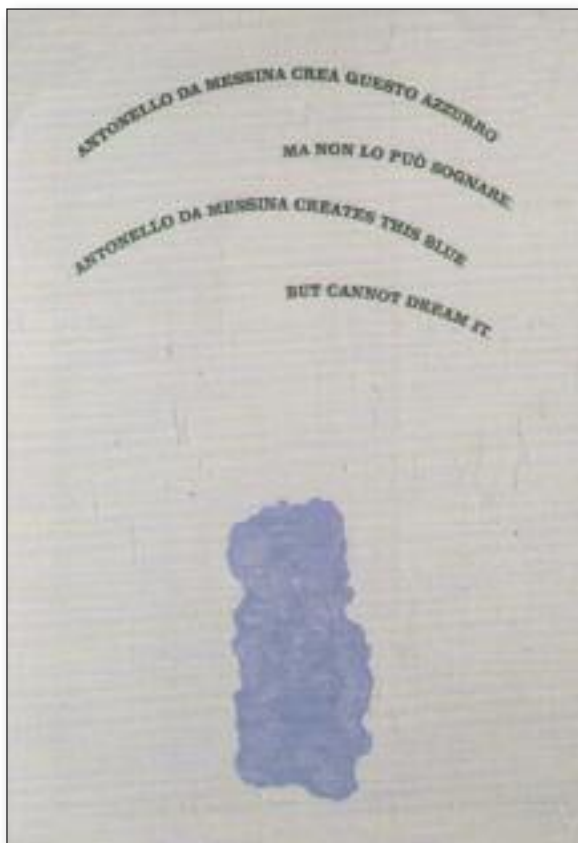 ANTONELLO DA MESSINA CREA QUESTO AZZURRO
MA NON LO PUÒ SOGNARE.
ANTONELLO DA MESSINA CREATES THIS BLUE
BUT CANNOT DREAM IT.